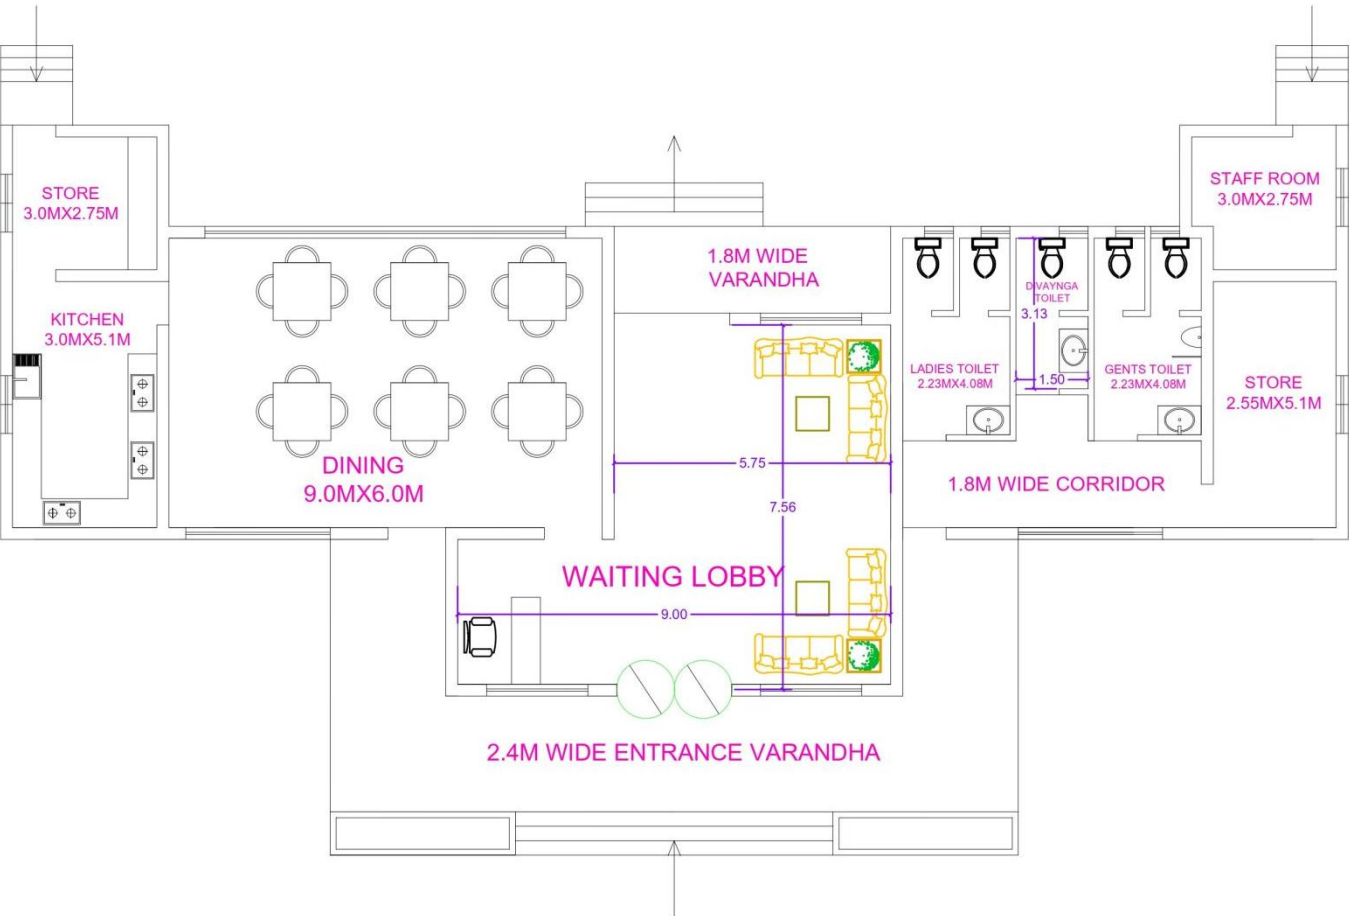 STORE
3.0MX2.75M
STAFF ROOM
3.0MX2.75M
1.8M WIDE
VARANDHA
DIVAYNGA
TOILET
3.13
KITCHEN
3.0MX5.1M
LADIES TOILET
2.23MX4.08M
1.50
GENTS TOILET
2.23MX4.08M
STORE
2.55MX5.1M
DINING
9.0MX6.0M
5.75
1.8M WIDE CORRIDOR
7.56
WAITING LOBBY
9.00
2.4M WIDE ENTRANCE VARANDHA